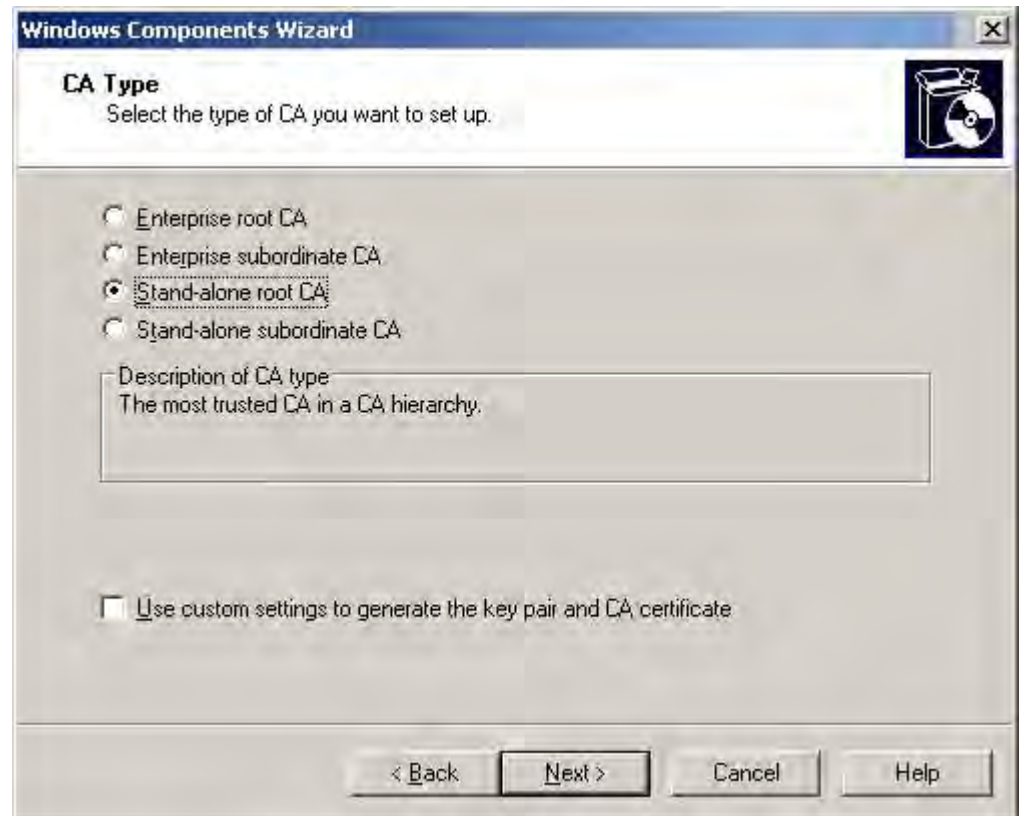 Windows Components Wizard
CA Type
Select the type of CA you want to set up.
Enterprise root CA
Enterprise subordinate CA
Stand-alone root CA
Stand-alone subordinate CA
Description of CA type
The most trusted CA in a CA hierarchy.
Use custom settings to generate the key pair and CA certificate
< Back Next > Cancel Help